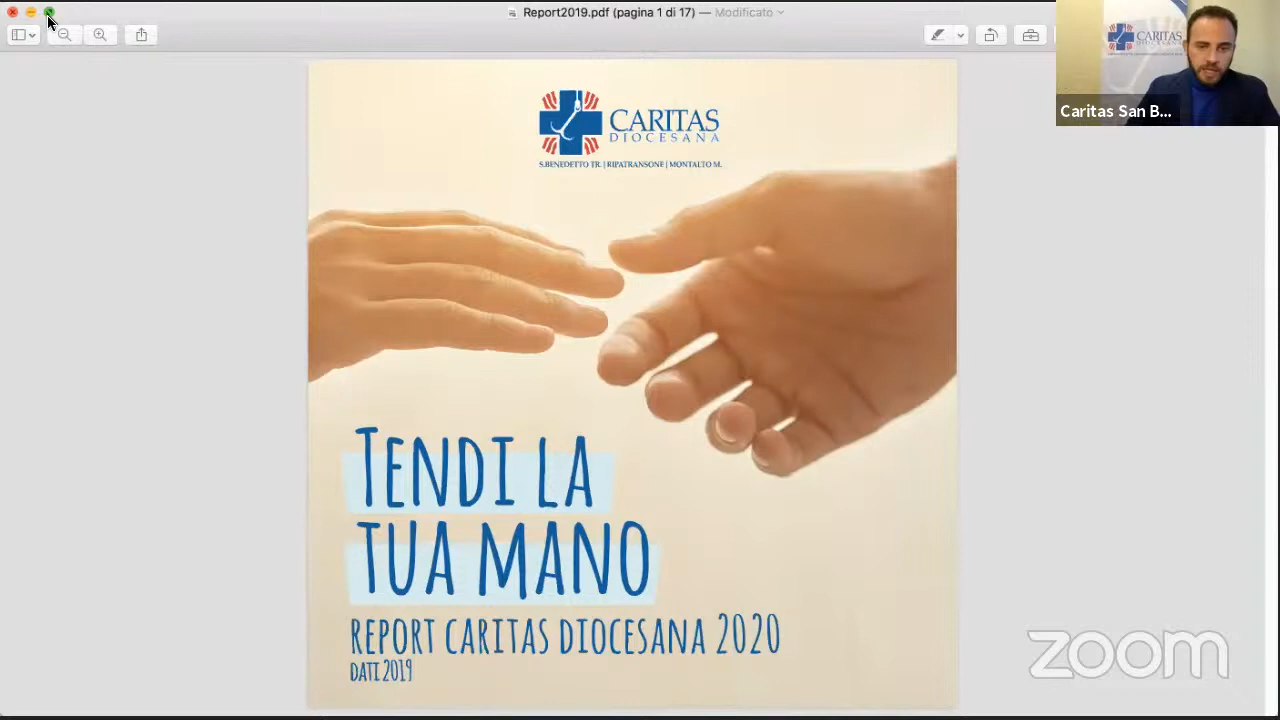 Report2019.pdf (pagina 1 di 17) — Modificato
CARITAS
DIOCESANA
Caritas San B...
CARITAS
DIOCESANA
S.BENEDETTO TR. | RIPATRANSONE | MONTALTO M.
TENDI LA
TUA MANO
REPORT CARITAS DIOCESANA 2020
DATI 2019
zoom